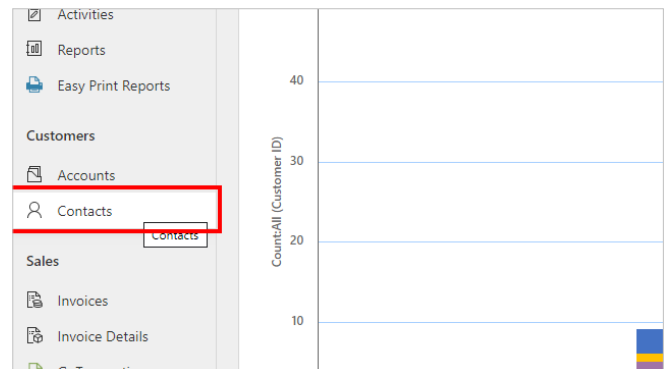 Activities
Reports
Easy Print Reports
Customers
Accounts
Contacts
Contacts
Sales
Invoices
Invoice Details
40
30
20
10
Count:All (Customer ID)